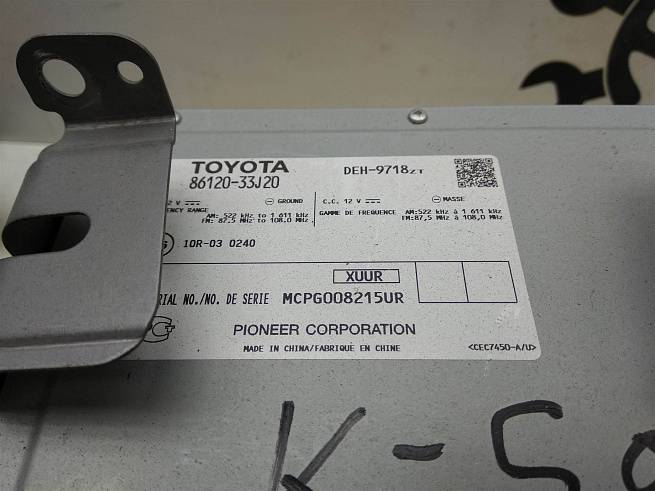 TOYOTA DEH-9718ZT
86120-33J20
12 V ⎓ ⊖ GROUND C.C. 12 V ⎓ ⊖ MASSE
RANGE AM: 522 kHz to 1 611 kHz GAMME DE FREQUENCE AM: 522 kHz à 1 611 kHz
FM: 87.5 MHz to 108.0 MHz FM: 87,5 MHz à 108,0 MHz
10R-03 0240
XUUR
NO./NO. DE SERIE MCPG008215UR
PIONEER CORPORATION
MADE IN CHINA/FABRIQUÉ EN CHINE <CEC7450-A/U>
K-50